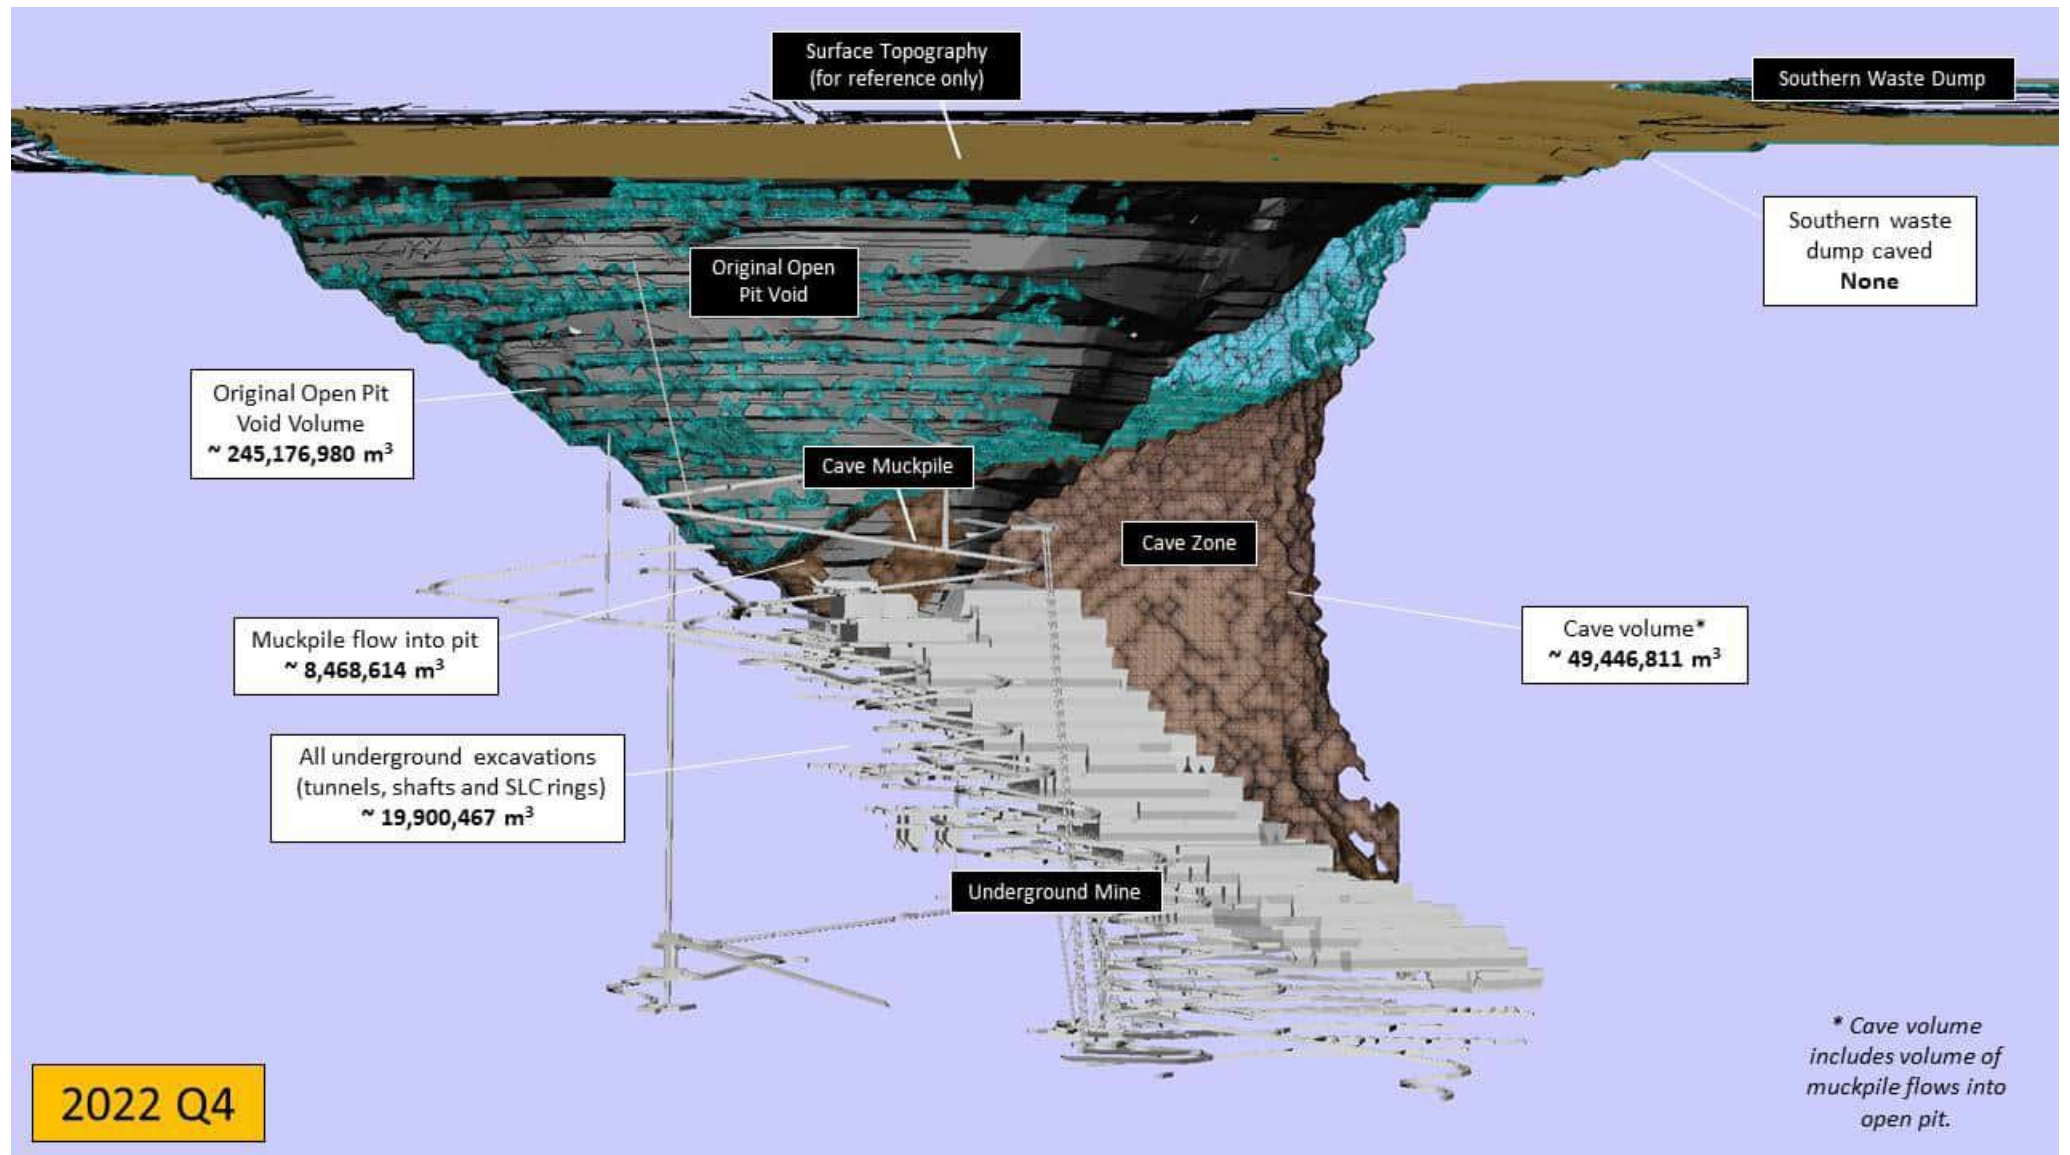 Surface Topography
(for reference only)
Southern Waste Dump
Southern waste
dump caved
None
Original Open
Pit Void
Original Open Pit
Void Volume
~ 245,176,980 m³
Cave Muckpile
Cave Zone
Muckpile flow into pit
~ 8,468,614 m³
Cave volume*
~ 49,446,811 m³
All underground excavations
(tunnels, shafts and SLC rings)
~ 19,900,467 m³
Underground Mine
* Cave volume
includes volume of
muckpile flows into
open pit.
2022 Q4